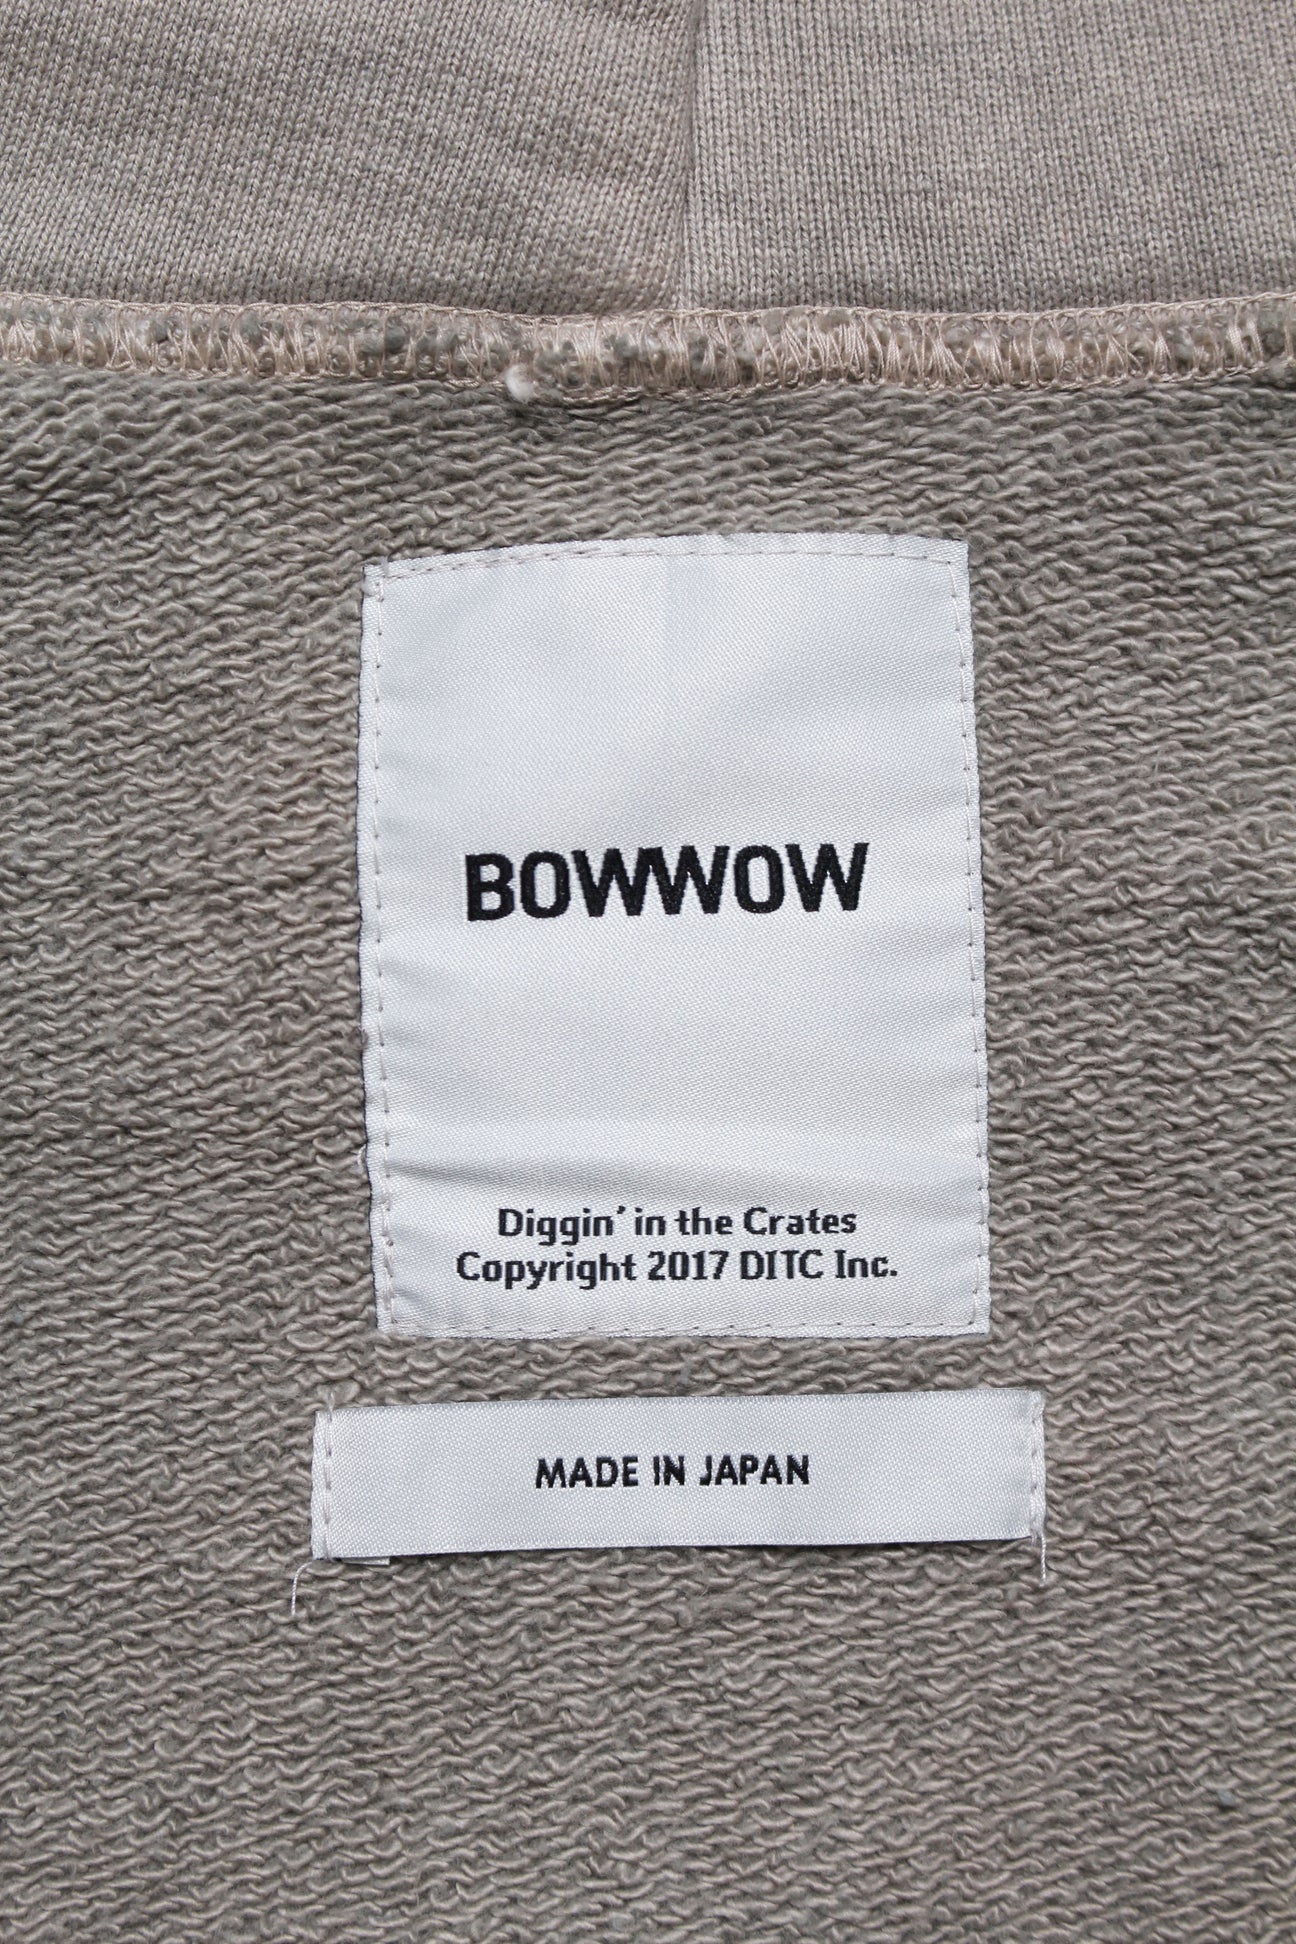 BOWWOW
Diggin' in the Crates
Copyright 2017 DITC Inc.
MADE IN JAPAN